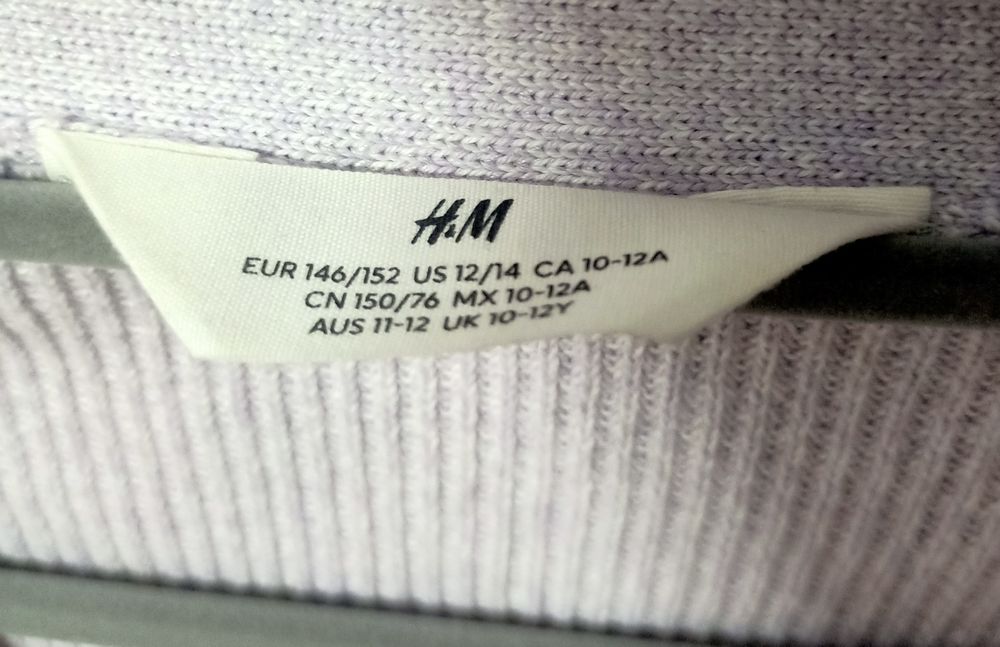 H&M
EUR 146/152 US 12/14 CA 10-12A
CN 150/76 MX 10-12A
AUS 11-12 UK 10-12Y